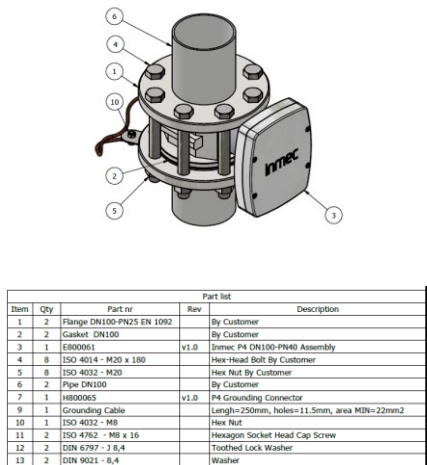 6
4
1
10
2
5
3
inmec
Part list
Item Qty Part nr Rev Description
1 2 Flange DN100-PN25 EN 1092 By Customer
2 2 Gasket DN100 By Customer
3 1 E800061 v1.0 Inmec P4 DN100-PN40 Assembly
4 8 ISO 4014 - M20 x 180 Hex-Head Bolt By Customer
5 8 ISO 4032 - M20 Hex Nut By Customer
6 2 Pipe DN100 By Customer
7 1 H800065 v1.0 P4 Grounding Connector
9 1 Grounding Cable Lengh=250mm, holes=11.5mm, area MIN=22mm2
10 1 ISO 4032 - M8 Hex Nut
11 2 ISO 4762 - M8 x 16 Hexagon Socket Head Cap Screw
12 2 DIN 6797 - J 8,4 Toothed Lock Washer
13 2 DIN 9021 - 8,4 Washer